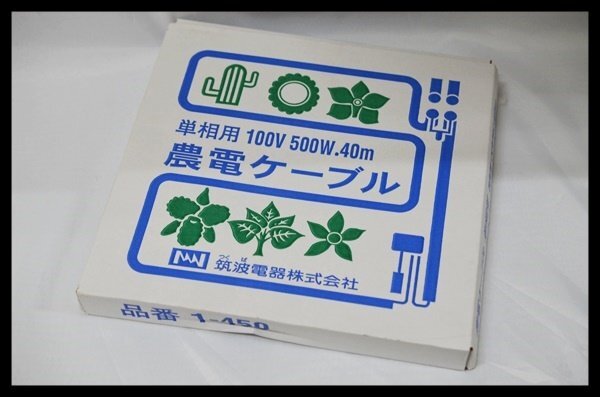 単相用 100V 500W.40m
農電ケーブル
つくば
筑波電器株式会社
品番 1-450